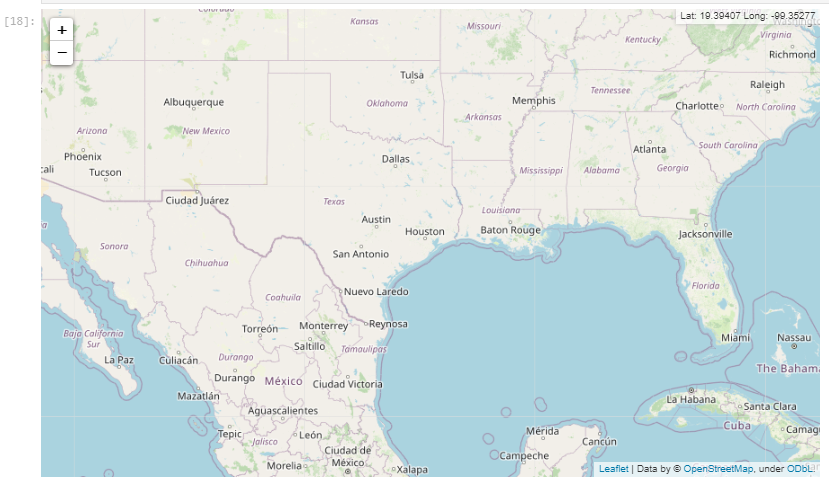 [18]:
+
−
Lat: 19.39407 Long: -99.35277
Colorado
Kansas
Missouri
Kentucky
Virginia
Richmond
Tulsa
Oklahoma
Albuquerque
New Mexico
Arizona
Phoenix
Tucson
cali
Memphis
Arkansas
Tennessee
Raleigh
Charlotte
North Carolina
South Carolina
Atlanta
Georgia
Alabama
Mississippi
Dallas
Texas
Louisiana
Ciudad Juárez
Austin
Houston
Baton Rouge
Jacksonville
San Antonio
Sonora
Chihuahua
Coahuila
Nuevo Laredo
Florida
Miami
Nassau
The Bahama
Reynosa
Monterrey
Torreón
Saltillo
Tamaulipas
Baja California
Sur
La Paz
Culiacán
Durango
Durango
México
Ciudad Victoria
Mazatlán
Aguascalientes
Tepic
León
Jalisco
Ciudad de
México
Morelia
Xalapa
La Habana
Santa Clara
Cuba
Camag
Mérida
Cancún
Campeche
Leaflet | Data by © OpenStreetMap, under ODbL.